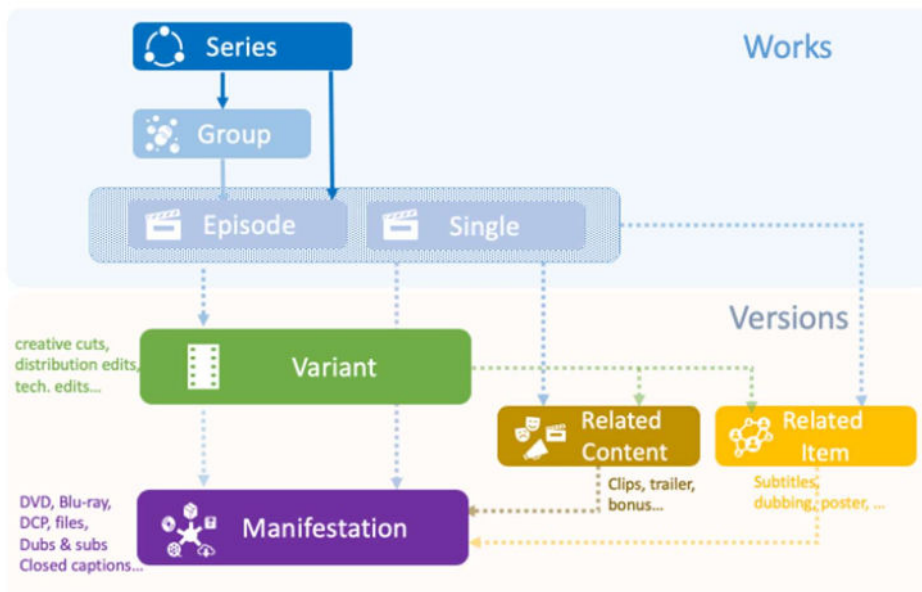 Works
Series
Group
Episode
Single
Versions
creative cuts,
distribution edits,
tech. edits...
Variant
Related
Content
Related
Item
Clips, trailer,
bonus...
Subtitles,
dubbing, poster, ...
DVD, Blu-ray,
DCP, files,
Dubs & subs
Closed captions...
Manifestation